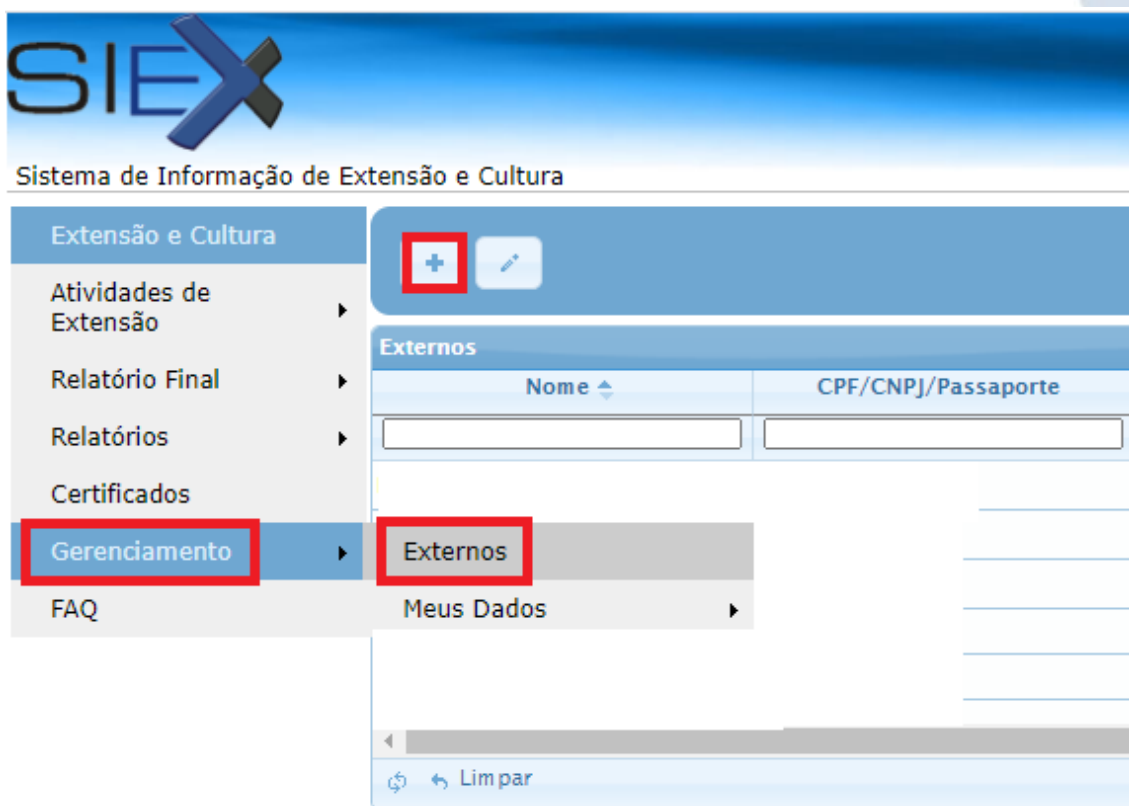 SIEX
Sistema de Informação de Extensão e Cultura
Extensão e Cultura
Atividades de
Extensão
Relatório Final
Relatórios
Certificados
Gerenciamento
FAQ
Externos
Meus Dados
Externos
Nome
CPF/CNPJ/Passaporte
Limpar